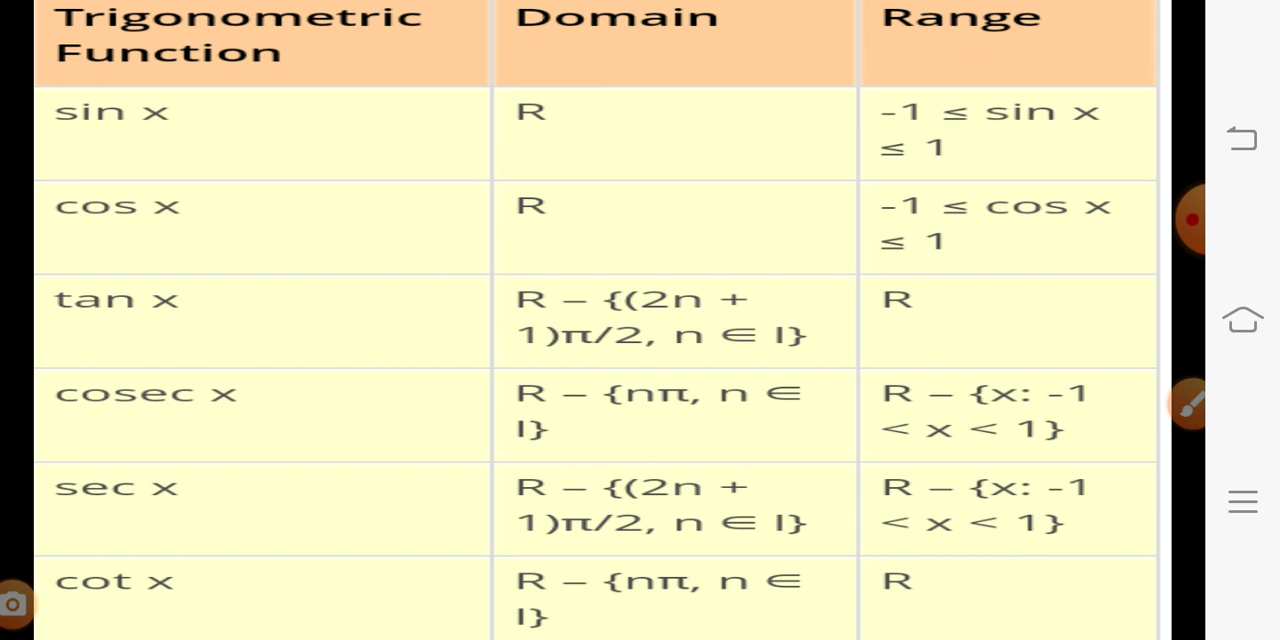 Trigonometric Function
Domain
Range
sin x
R
-1 ≤ sin x
≤ 1
cos x
R
-1 ≤ cos x
≤ 1
tan x
R – {(2n +
1)π/2, n ∈ I}
R
cosec x
R – {nπ, n ∈
I}
R – {x: -1
< x < 1}
sec x
R – {(2n +
1)π/2, n ∈ I}
R – {x: -1
< x < 1}
cot x
R – {nπ, n ∈
I}
R